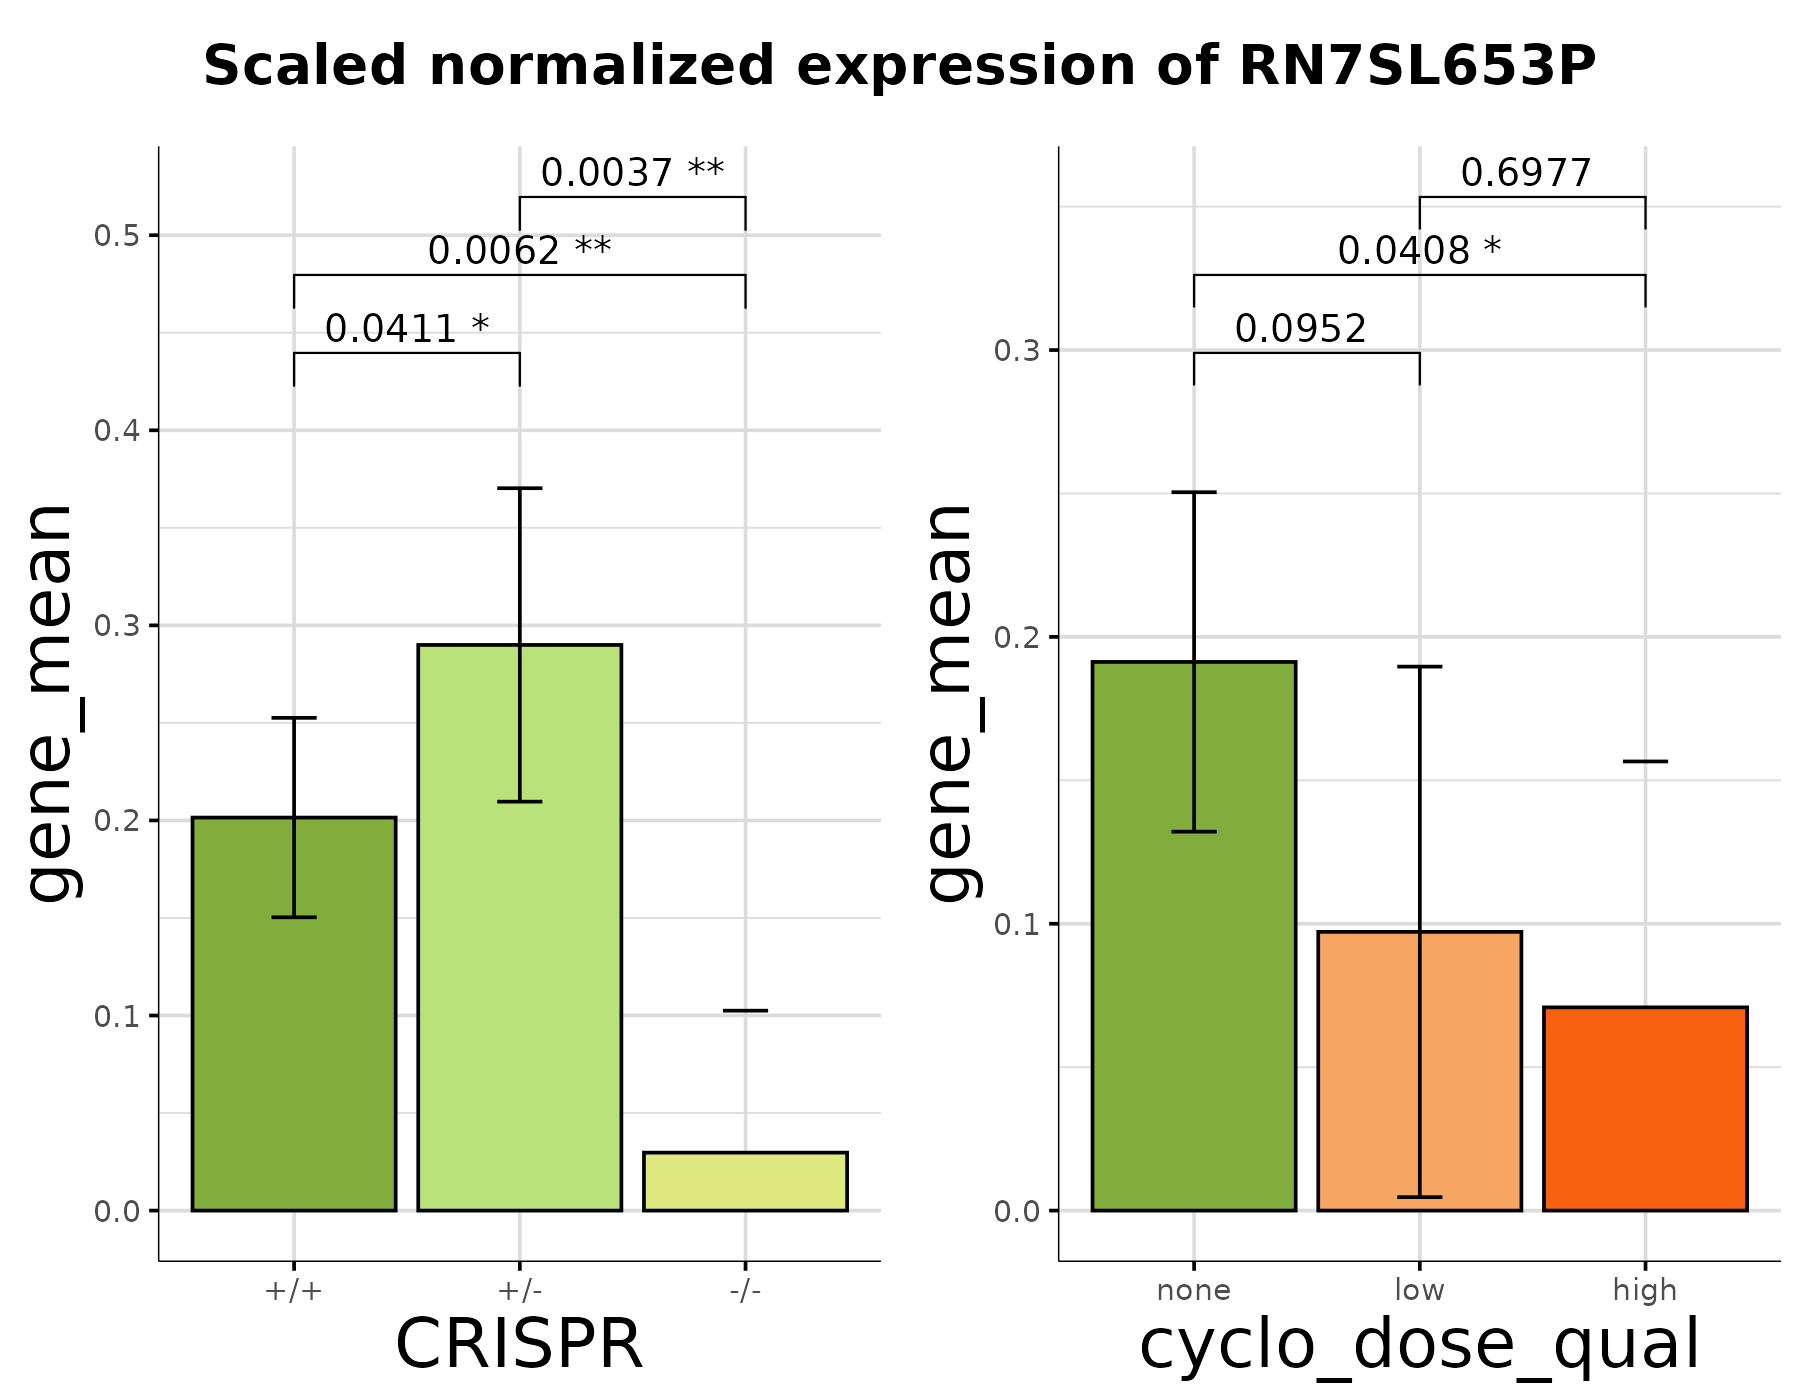 Scaled normalized expression of RN7SL653P
gene_mean
0.5
0.4
0.3
0.2
0.1
0.0
0.0037 **
0.0062 **
0.0411 *
+/+ +/- -/-
CRISPR
gene_mean
0.3
0.2
0.1
0.0
0.6977
0.0408 *
0.0952
none low high
cyclo_dose_qual